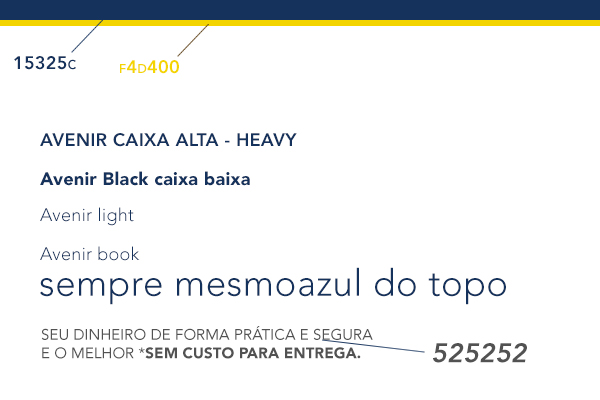 15325C
F4D400
AVENIR CAIXA ALTA - HEAVY
Avenir Black caixa baixa
Avenir light
Avenir book
sempre mesmoazul do topo
SEU DINHEIRO DE FORMA PRÁTICA E SEGURA
E O MELHOR *SEM CUSTO PARA ENTREGA.
525252